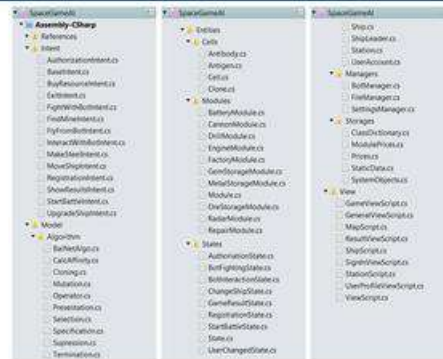 SpaceGameAI
Assembly-CSharp
References
Intent
AuthorizationIntent.cs
BaseIntent.cs
BuyResourceIntent.cs
ExitIntent.cs
FightWithBotIntent.cs
FindMineIntent.cs
FlyFromBotIntent.cs
InteractWithBotIntent.cs
MakeSteelIntent.cs
MoveShipIntent.cs
RegistrationIntent.cs
ShowResultsIntent.cs
StartBattleIntent.cs
UpgradeShipIntent.cs
Model
Algorithm
BaiNetAlgo.cs
CalcAffinity.cs
Cloning.cs
Mutation.cs
Operator.cs
Presentation.cs
Selection.cs
Specification.cs
Supression.cs
Termination.cs
SpaceGameAI
Entities
Cells
Antibody.cs
Antigen.cs
Cell.cs
Clone.cs
Modules
BatteryModule.cs
CannonModule.cs
DrillModule.cs
EngineModule.cs
FactoryModule.cs
GemStorageModule.cs
MetalStorageModule.cs
Module.cs
OreStorageModule.cs
RadarModule.cs
RepairModule.cs
States
AuthoriationState.cs
BotFightingState.cs
BotInteractionState.cs
ChangeShipState.cs
GameResultState.cs
RegistrationState.cs
StartBattleState.cs
State.cs
UserChangedState.cs
SpaceGameAI
Ship.cs
ShipLeader.cs
Station.cs
UserAccount.cs
Managers
BotManager.cs
FileManager.cs
SettingsManager.cs
Storages
ClassDictionary.cs
ModulePrices.cs
Prices.cs
StaticData.cs
SystemObjects.cs
View
GameViewScript.cs
GeneralViewScript.cs
MapScript.cs
ResultViewScript.cs
ShipScript.cs
SignInViewScript.cs
StationScript.cs
UserProfileViewScript.cs
ViewScript.cs